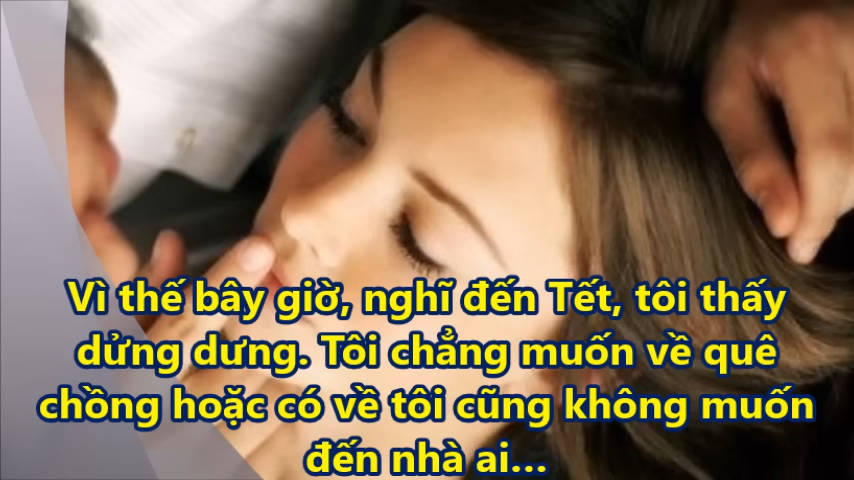 Vì thế bây giờ, nghĩ đến Tết, tôi thấy
dửng dưng. Tôi chẳng muốn về quê
chồng hoặc có về tôi cũng không muốn
đến nhà ai...